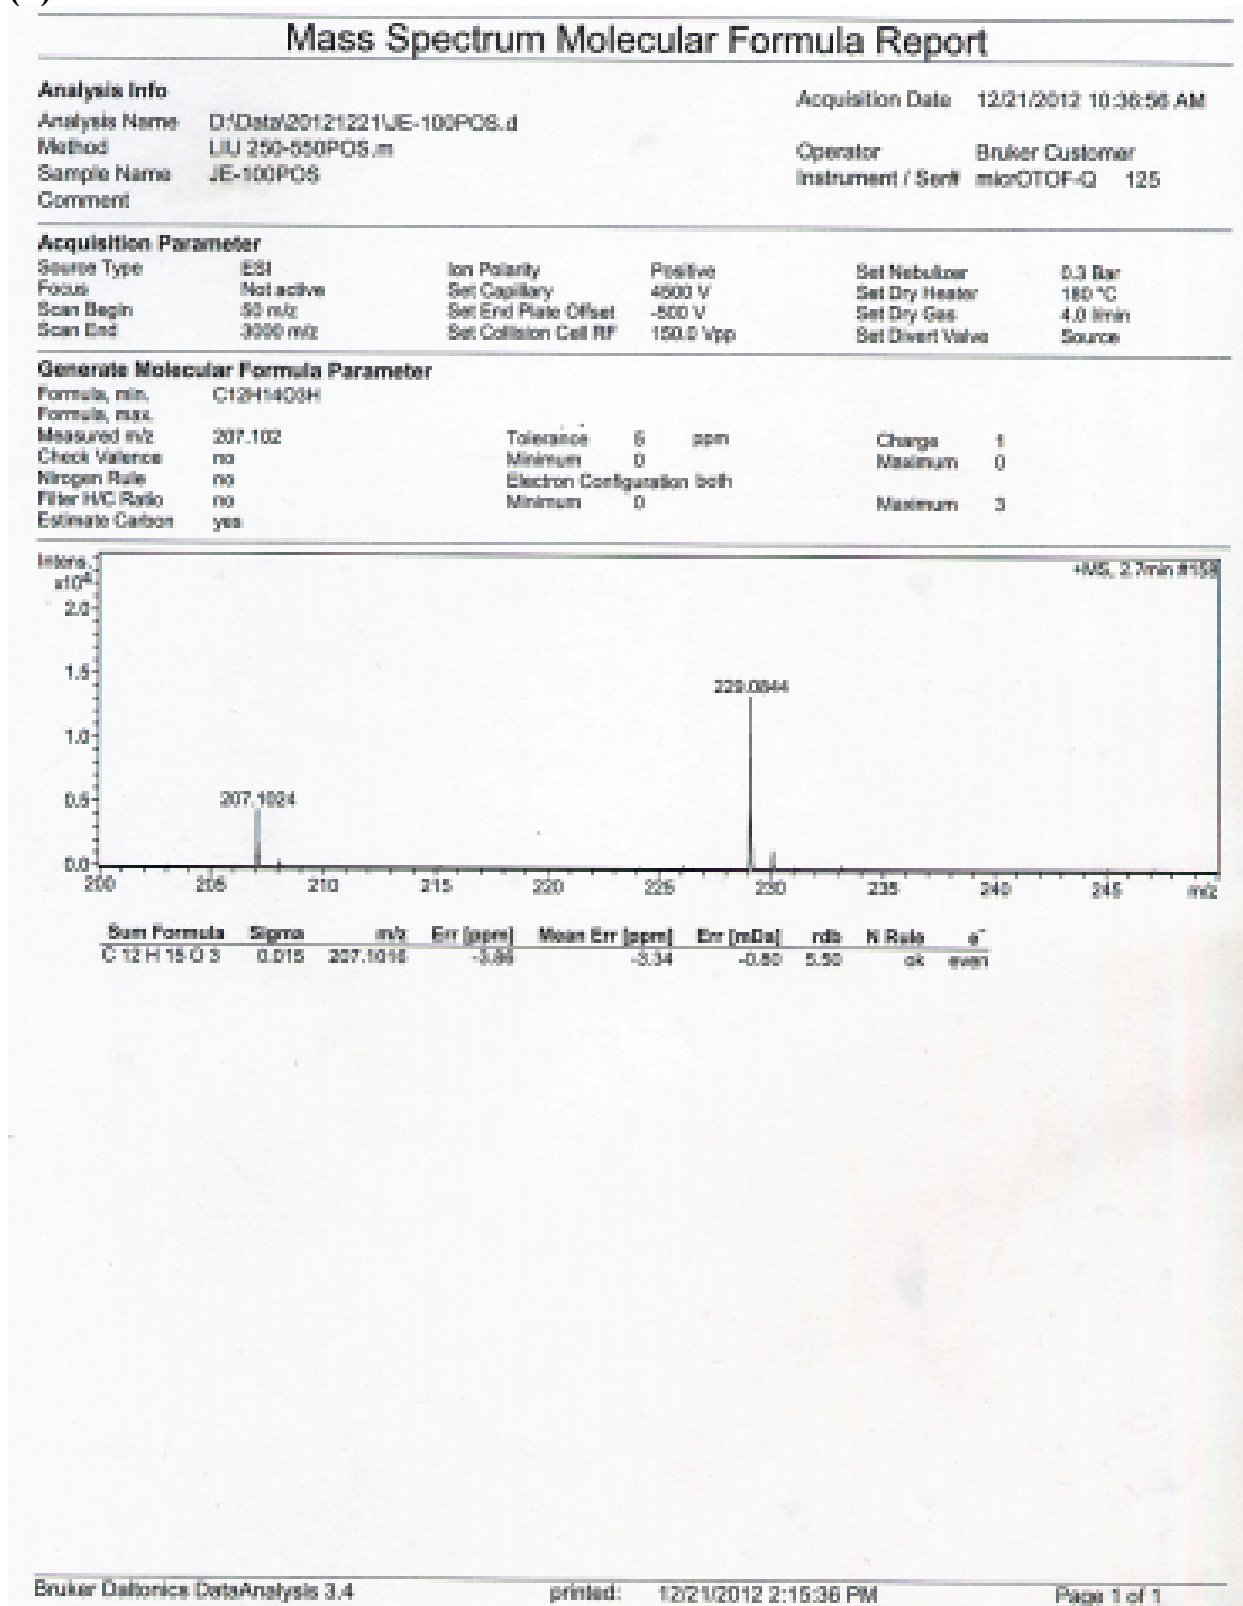 Mass Spectrum Molecular Formula Report
Analysis Info
Acquisition Date 12/21/2012 10:36:56 AM
Analysis Name D:\Data\20121221\JE-100POS.d
Method LIU 250-550POS.m
Operator Bruker Customer
Sample Name JE-100POS
Instrument / Ser# micrOTOF-Q 125
Comment
Acquisition Parameter
Source Type ESI Ion Polarity Positive Set Nebulizer 0.3 Bar
Focus Not active Set Capillary 4500 V Set Dry Heater 180 °C
Scan Begin 50 m/z Set End Plate Offset -500 V Set Dry Gas 4.0 l/min
Scan End 3000 m/z Set Collision Cell RF 150.0 Vpp Set Divert Valve Source
Generate Molecular Formula Parameter
Formula, min. C12H14O3H
Formula, max.
Measured m/z 207.102 Tolerance 5 ppm Charge 1
Check Valence no Minimum 0 Maximum 0
Nirogen Rule no Electron Configuration both
Filter H/C Ratio no Minimum 0 Maximum 3
Estimate Carbon yes
Intens.
+MS, 2.7min #158
2.0
1.5
229.0844
1.0
0.5
207.1024
0.0
200 205 210 215 220 225 230 235 240 245 m/z
Sum Formula Sigma m/z Err [ppm] Mean Err [ppm] Err [mDa] rdb N Rule e⁻
C 12 H 15 O 3 0.015 207.1016 -3.86 -3.34 -0.80 5.50 ok even
Bruker Daltonics DataAnalysis 3.4 printed: 12/21/2012 2:15:36 PM Page 1 of 1